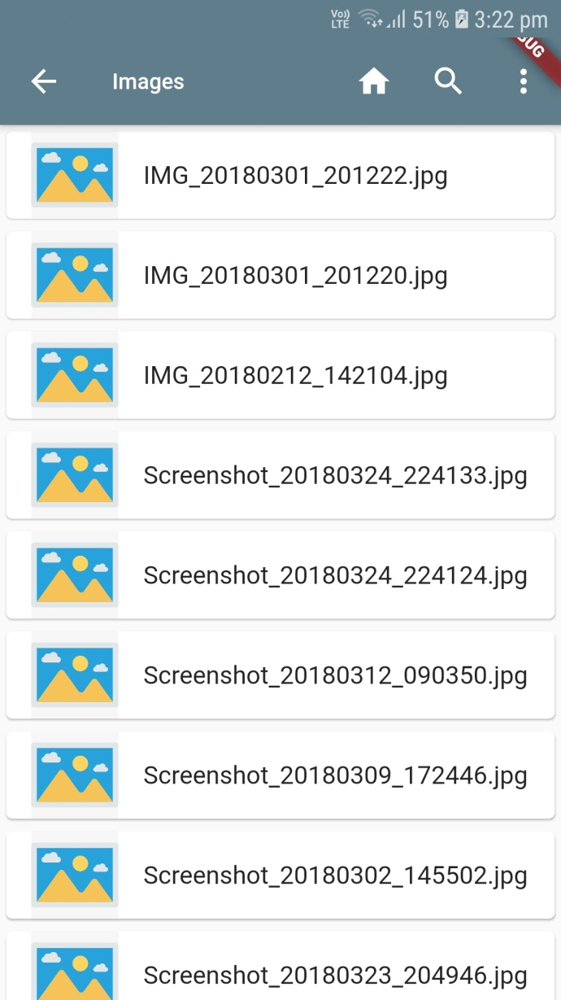 Vo)) LTE 51% 3:22 pm
Images
IMG_20180301_201222.jpg
IMG_20180301_201220.jpg
IMG_20180212_142104.jpg
Screenshot_20180324_224133.jpg
Screenshot_20180324_224124.jpg
Screenshot_20180312_090350.jpg
Screenshot_20180309_172446.jpg
Screenshot_20180302_145502.jpg
Screenshot_20180323_204946.jpg